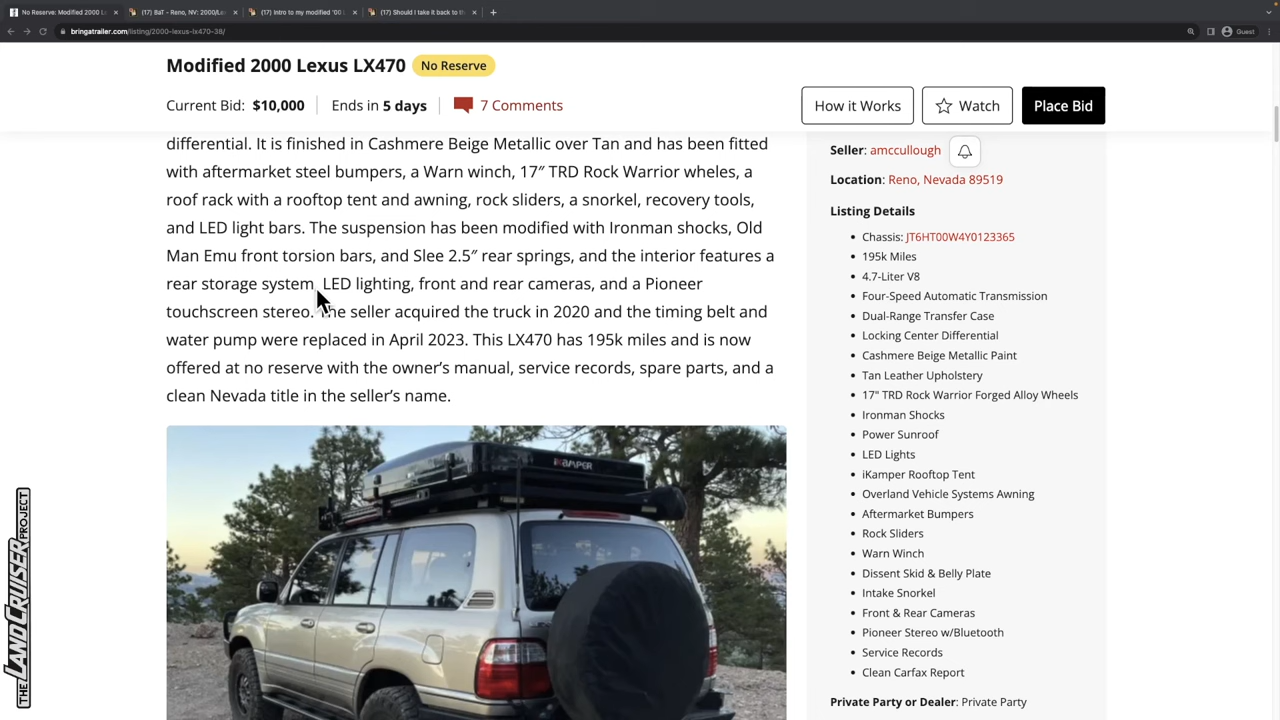 No Reserve: Modified 2000 L
(17) BaT - Reno, NV: 2000/Le
(17) Intro to my modified '00 L
(17) Should I take it back to th
bringatrailer.com/listing/2000-lexus-lx470-38/
Guest
Modified 2000 Lexus LX470
No Reserve
Current Bid: $10,000
Ends in 5 days
7 Comments
How it Works
Watch
Place Bid
differential. It is finished in Cashmere Beige Metallic over Tan and has been fitted
with aftermarket steel bumpers, a Warn winch, 17″ TRD Rock Warrior wheles, a
roof rack with a rooftop tent and awning, rock sliders, a snorkel, recovery tools,
and LED light bars. The suspension has been modified with Ironman shocks, Old
Man Emu front torsion bars, and Slee 2.5″ rear springs, and the interior features a
rear storage system, LED lighting, front and rear cameras, and a Pioneer
touchscreen stereo. The seller acquired the truck in 2020 and the timing belt and
water pump were replaced in April 2023. This LX470 has 195k miles and is now
offered at no reserve with the owner’s manual, service records, spare parts, and a
clean Nevada title in the seller’s name.
iKAMPER
Seller: amccullough
Location: Reno, Nevada 89519
Listing Details
Chassis: JT6HT00W4Y0123365
195k Miles
4.7-Liter V8
Four-Speed Automatic Transmission
Dual-Range Transfer Case
Locking Center Differential
Cashmere Beige Metallic Paint
Tan Leather Upholstery
17" TRD Rock Warrior Forged Alloy Wheels
Ironman Shocks
Power Sunroof
LED Lights
iKamper Rooftop Tent
Overland Vehicle Systems Awning
Aftermarket Bumpers
Rock Sliders
Warn Winch
Dissent Skid & Belly Plate
Intake Snorkel
Front & Rear Cameras
Pioneer Stereo w/Bluetooth
Service Records
Clean Carfax Report
Private Party or Dealer: Private Party
THE LAND CRUISER PROJECT